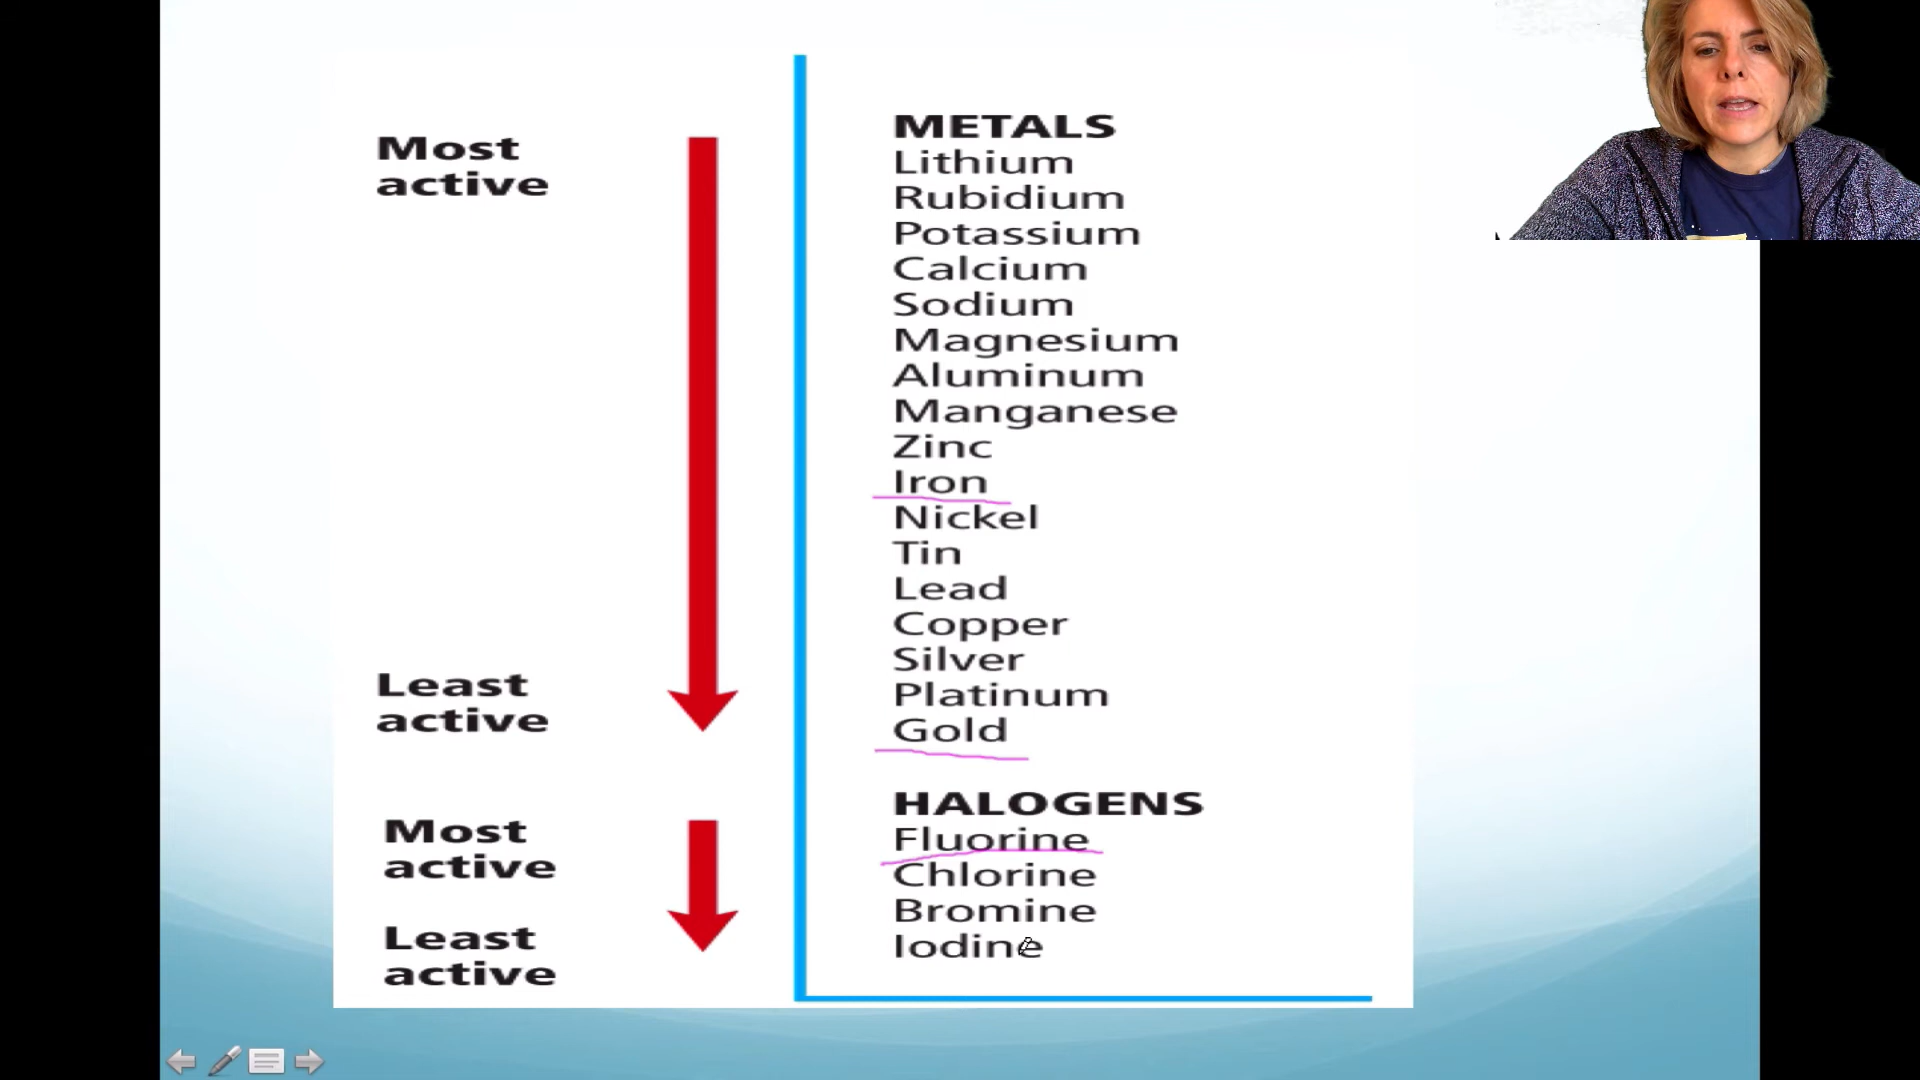 Most
active
Least
active
Most
active
Least
active
METALS
Lithium
Rubidium
Potassium
Calcium
Sodium
Magnesium
Aluminum
Manganese
Zinc
Iron
Nickel
Tin
Lead
Copper
Silver
Platinum
Gold
HALOGENS
Fluorine
Chlorine
Bromine
Iodine